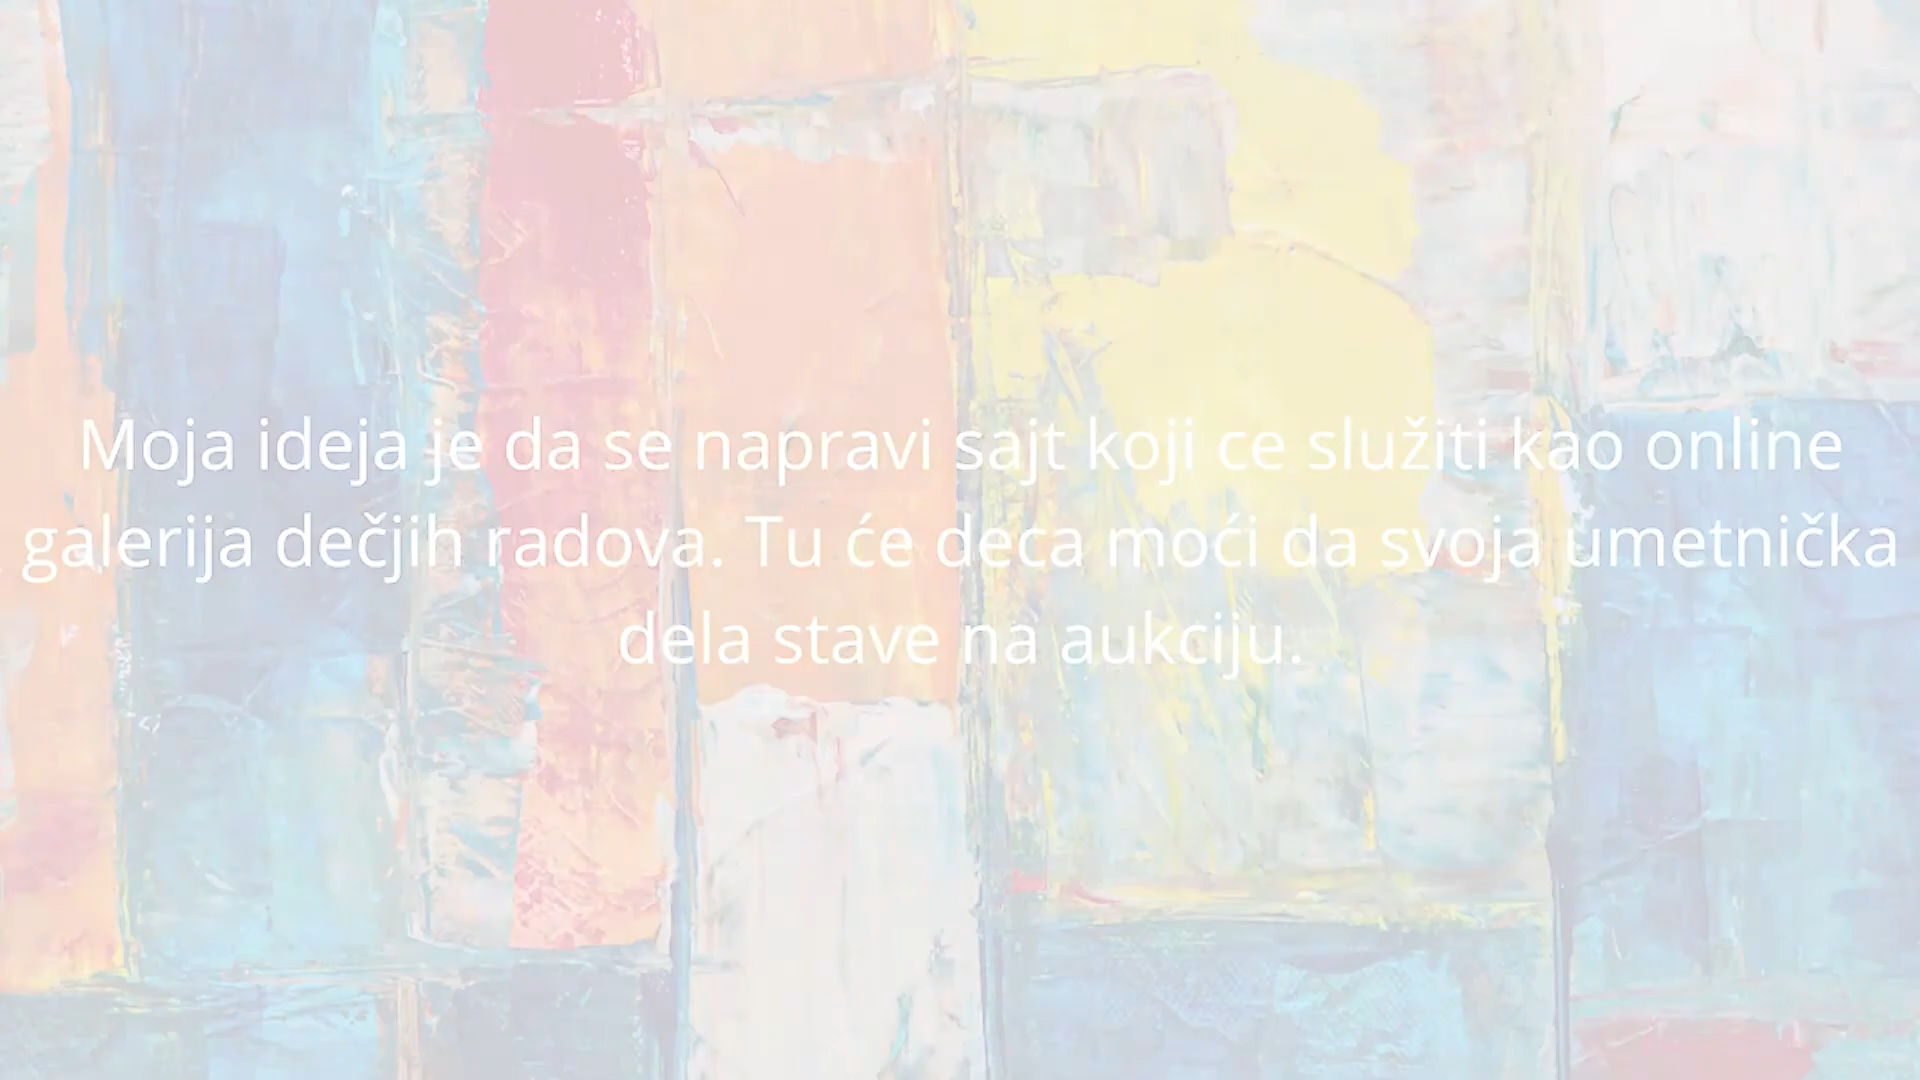 Moja ideja je da se napravi sajt koji ce služiti kao online
galerija dečjih radova. Tu će deca moći da svoja umetnička
dela stave na aukciju.